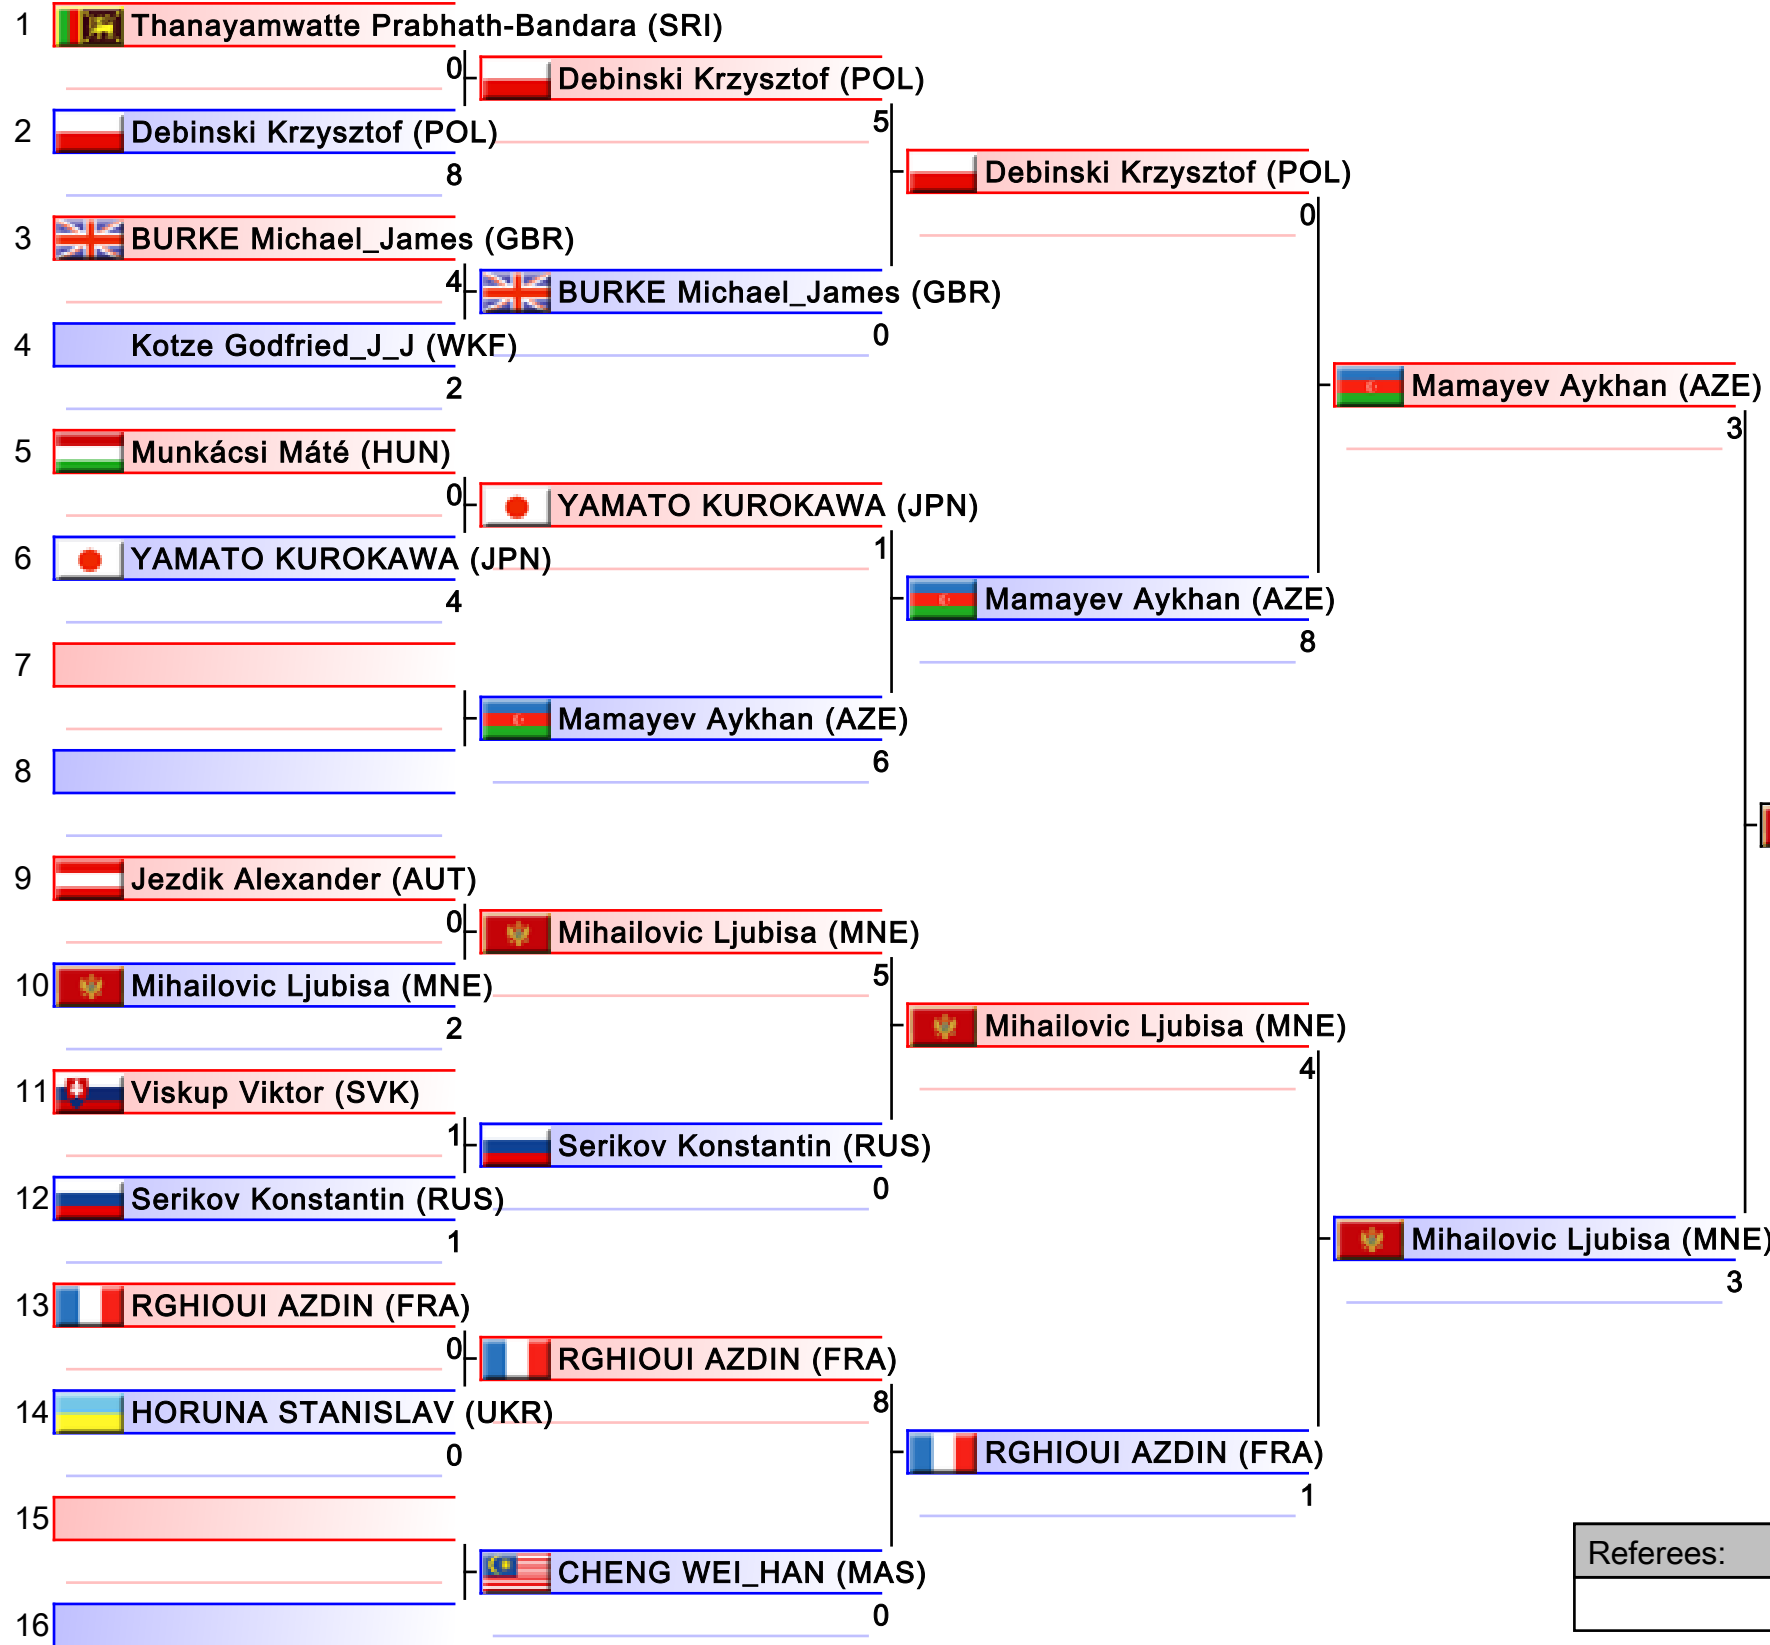 1 Thanayamwatte Prabhath-Bandara (SRI)
0
Debinski Krzysztof (POL)
5
2 Debinski Krzysztof (POL)
8
Debinski Krzysztof (POL)
0
3 BURKE Michael_James (GBR)
4
BURKE Michael_James (GBR)
0
4 Kotze Godfried_J_J (WKF)
2
Mamayev Aykhan (AZE)
3
5 Munkácsi Máté (HUN)
0
YAMATO KUROKAWA (JPN)
1
6 YAMATO KUROKAWA (JPN)
4
Mamayev Aykhan (AZE)
8
7
Mamayev Aykhan (AZE)
6
8
9 Jezdik Alexander (AUT)
0
Mihailovic Ljubisa (MNE)
5
10 Mihailovic Ljubisa (MNE)
2
Mihailovic Ljubisa (MNE)
4
11 Viskup Viktor (SVK)
1
Serikov Konstantin (RUS)
0
12 Serikov Konstantin (RUS)
1
Mihailovic Ljubisa (MNE)
3
13 RGHIOUI AZDIN (FRA)
0
RGHIOUI AZDIN (FRA)
8
14 HORUNA STANISLAV (UKR)
0
RGHIOUI AZDIN (FRA)
1
15
CHENG WEI_HAN (MAS)
0
16
Referees: